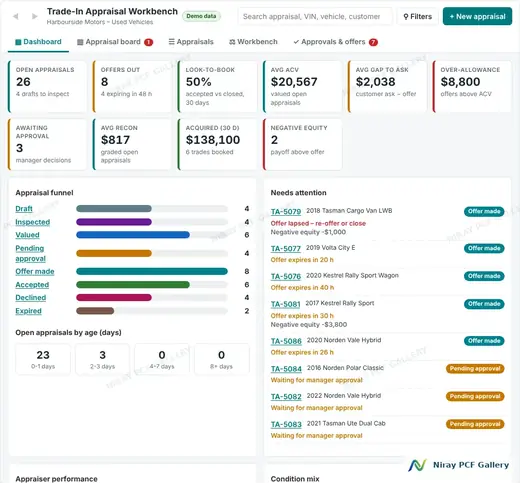 Trade-In Appraisal Workbench
Harbourside Motors – Used Vehicles
Demo data
Search appraisal, VIN, vehicle, customer
Filters
+ New appraisal
Dashboard
Appraisal board 1
Appraisals
Workbench
Approvals & offers 7
OPEN APPRAISALS
26
4 drafts to inspect
OFFERS OUT
8
4 expiring in 48 h
LOOK-TO-BOOK
50%
accepted vs closed,
30 days
AVG ACV
$20,567
valued open
appraisals
AVG GAP TO ASK
$2,038
customer ask – offer
OVER-ALLOWANCE
$8,800
offers above ACV
AWAITING
APPROVAL
3
manager decisions
AVG RECON
$817
graded open
appraisals
ACQUIRED (30 D)
$138,100
6 trades booked
NEGATIVE EQUITY
2
payoff above offer
Appraisal funnel
Draft 4
Inspected 4
Valued 6
Pending
approval 4
Offer made 8
Accepted 6
Declined 4
Expired 2
Open appraisals by age (days)
23
0–1 days
3
2–3 days
0
4–7 days
0
8+ days
Needs attention
TA-5079 2018 Tasman Cargo Van LWB Offer made
Offer lapsed – re-offer or close
Negative equity -$1,000
TA-5077 2019 Volta City E Offer made
Offer expires in 20 h
TA-5076 2020 Kestrel Rally Sport Wagon Offer made
Offer expires in 40 h
TA-5081 2017 Kestrel Rally Sport Offer made
Offer expires in 30 h
Negative equity -$3,800
TA-5086 2020 Norden Vale Hybrid Offer made
Offer expires in 26 h
TA-5084 2016 Norden Polar Classic Pending approval
Waiting for manager approval
TA-5082 2022 Norden Vale Hybrid Pending approval
Waiting for manager approval
TA-5083 2021 Tasman Ute Dual Cab Pending approval
Waiting for manager approval
Appraiser performance
Condition mix
Niray PCF Gallery